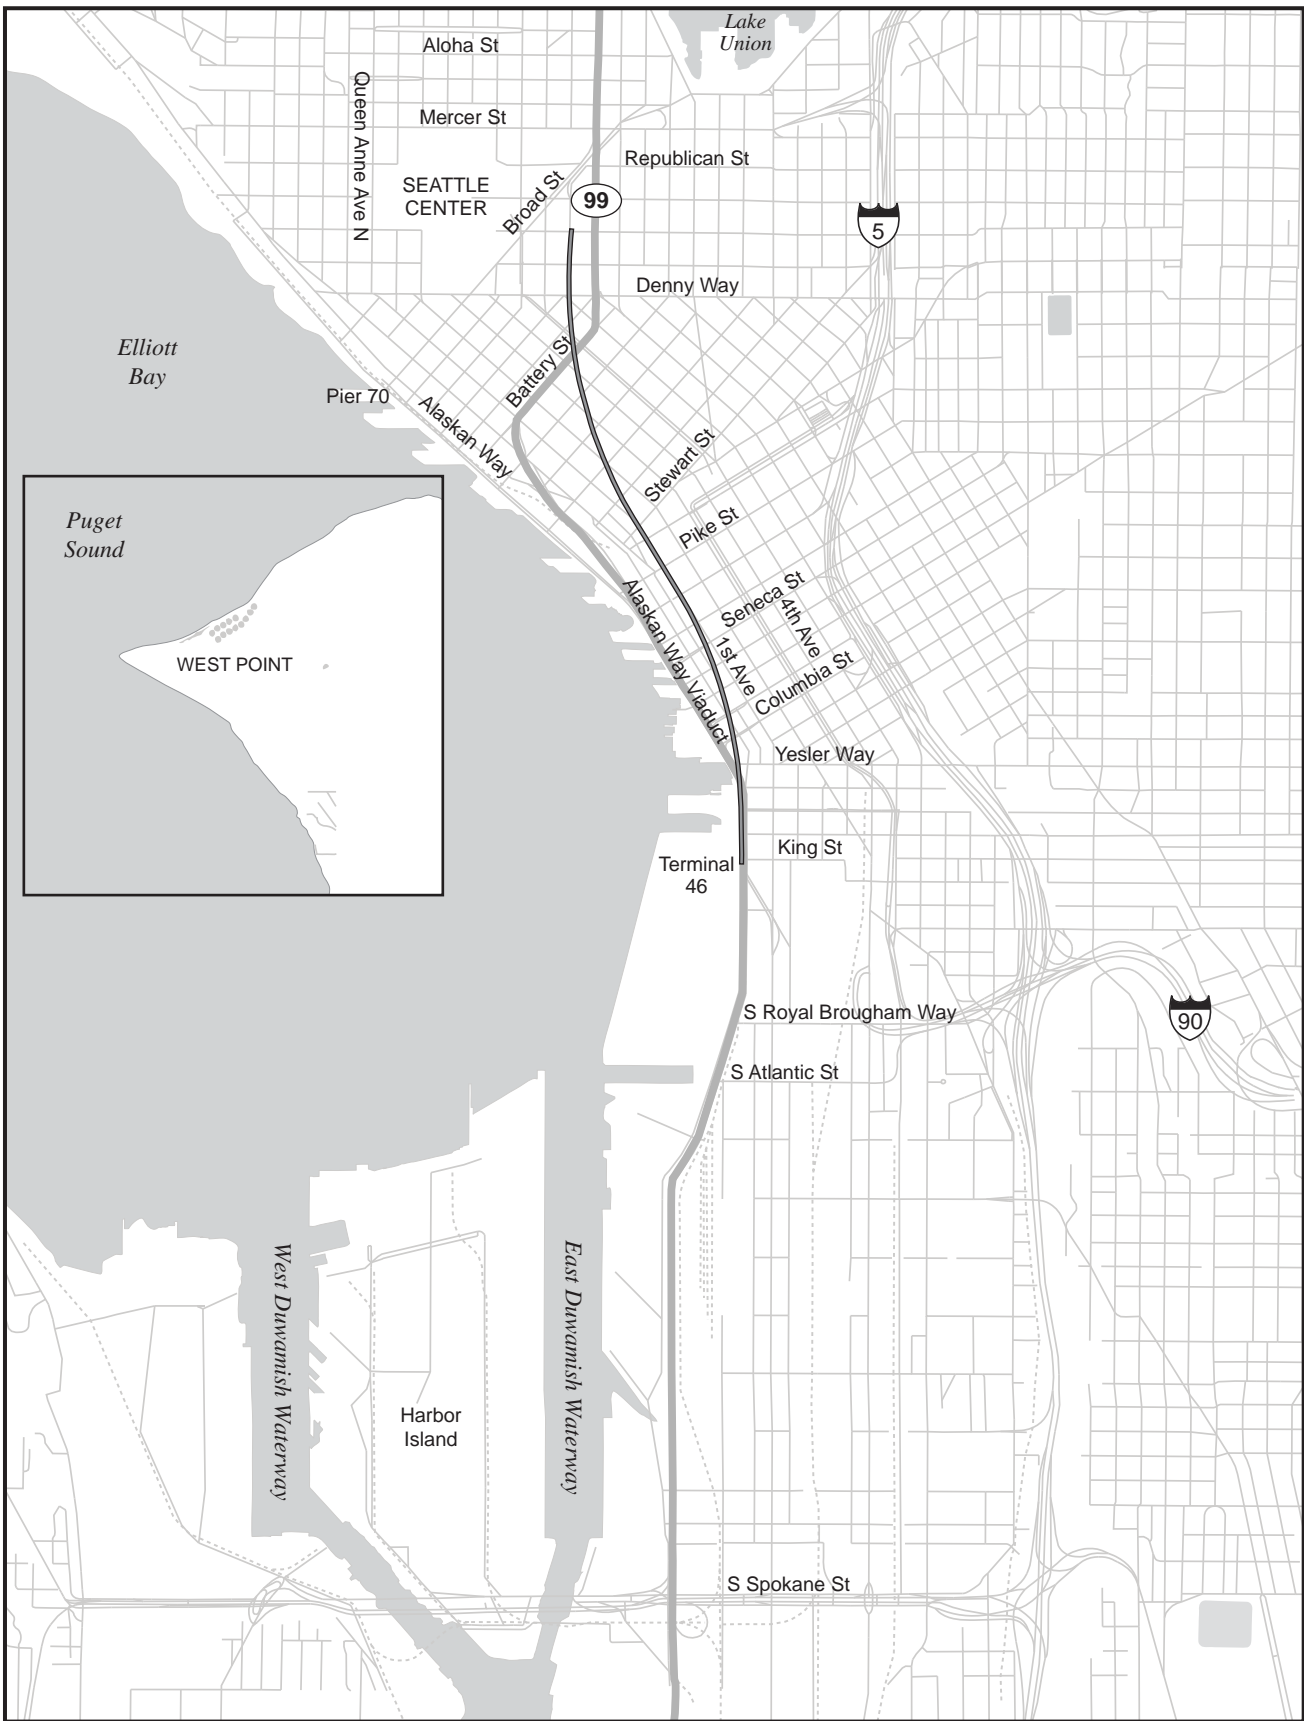 Lake
Union
Aloha St
Queen Anne Ave N
Mercer St
Republican St
SEATTLE
CENTER
Broad St
99
5
Denny Way
Elliott
Bay
Battery St
Pier 70
Alaskan Way
Stewart St
Pike St
Puget
Sound
WEST POINT
Seneca St
4th Ave
1st Ave
Alaskan Way Viaduct
Columbia St
Yesler Way
King St
Terminal
46
S Royal Brougham Way
90
S Atlantic St
West Duwamish Waterway
East Duwamish Waterway
Harbor
Island
S Spokane St